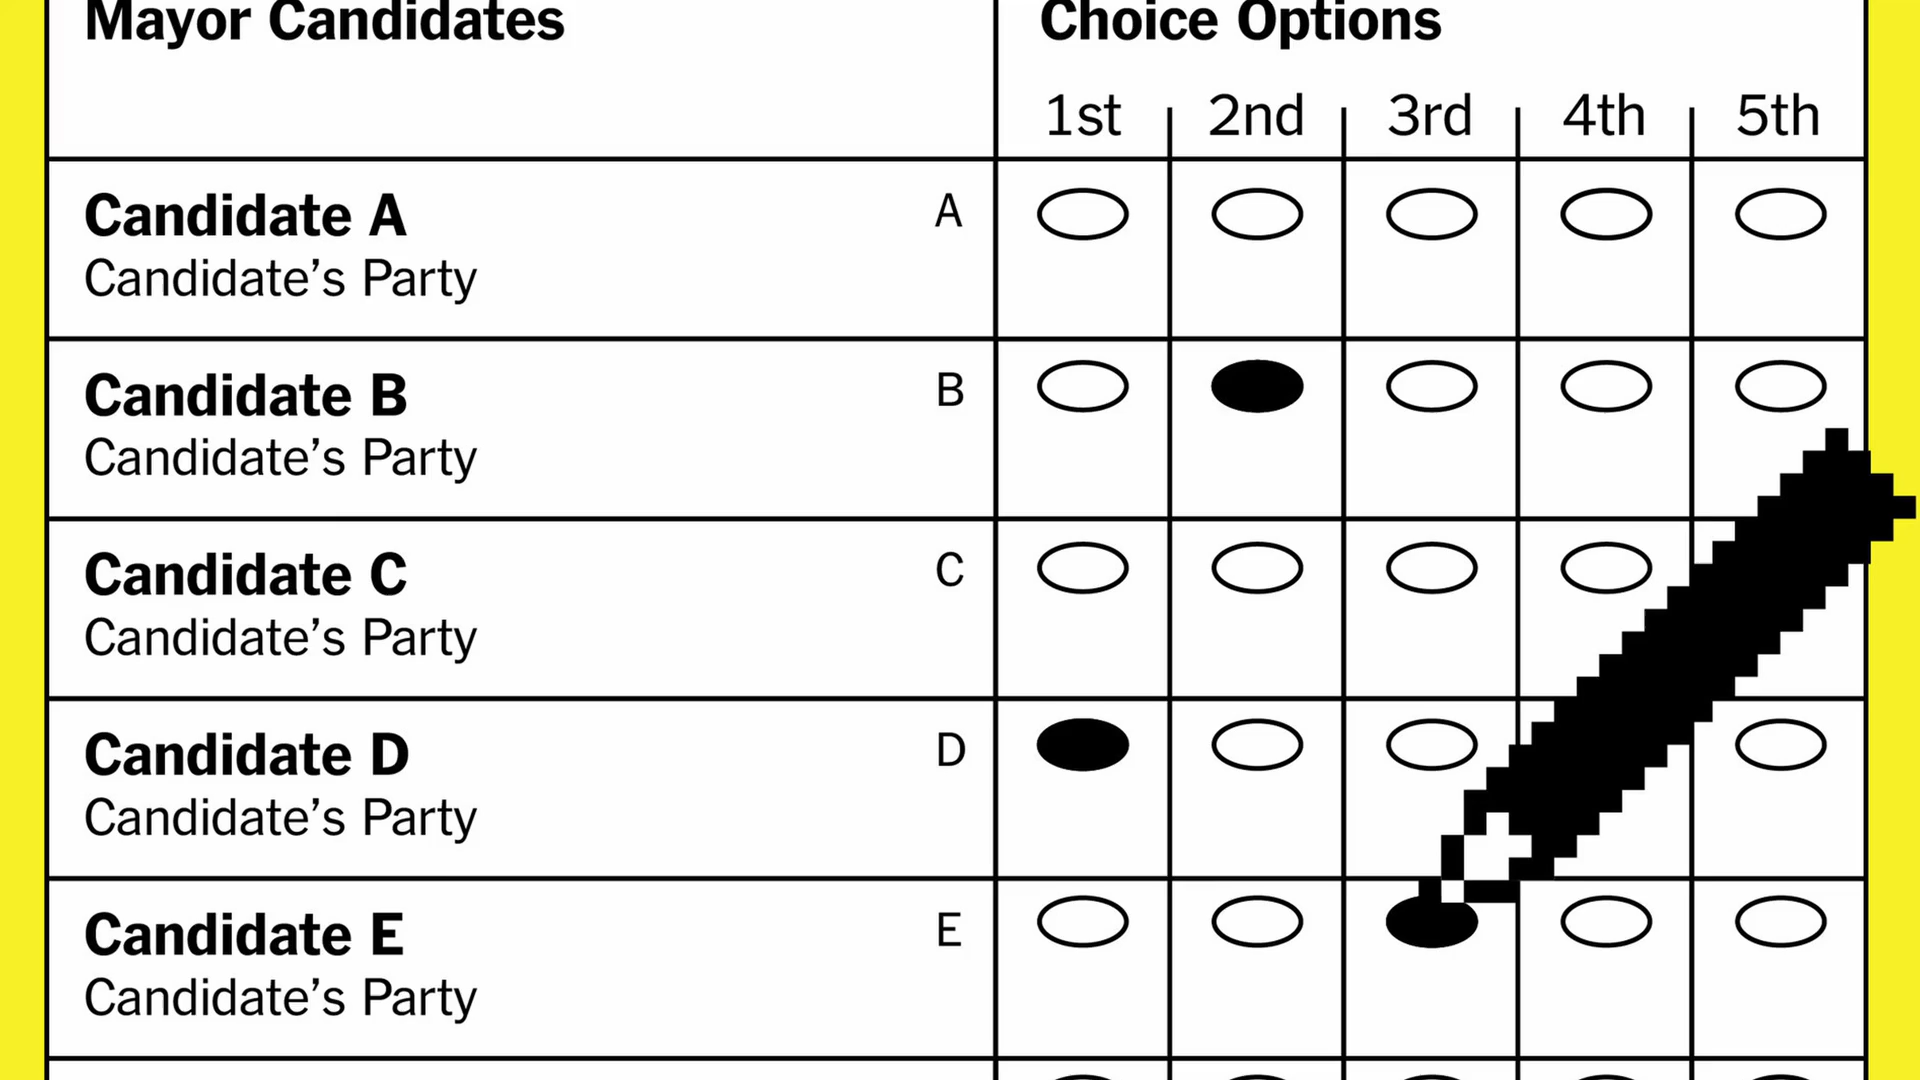 Mayor Candidates
Choice Options
1st 2nd 3rd 4th 5th
Candidate A A
Candidate’s Party
Candidate B B
Candidate’s Party
Candidate C C
Candidate’s Party
Candidate D D
Candidate’s Party
Candidate E E
Candidate’s Party